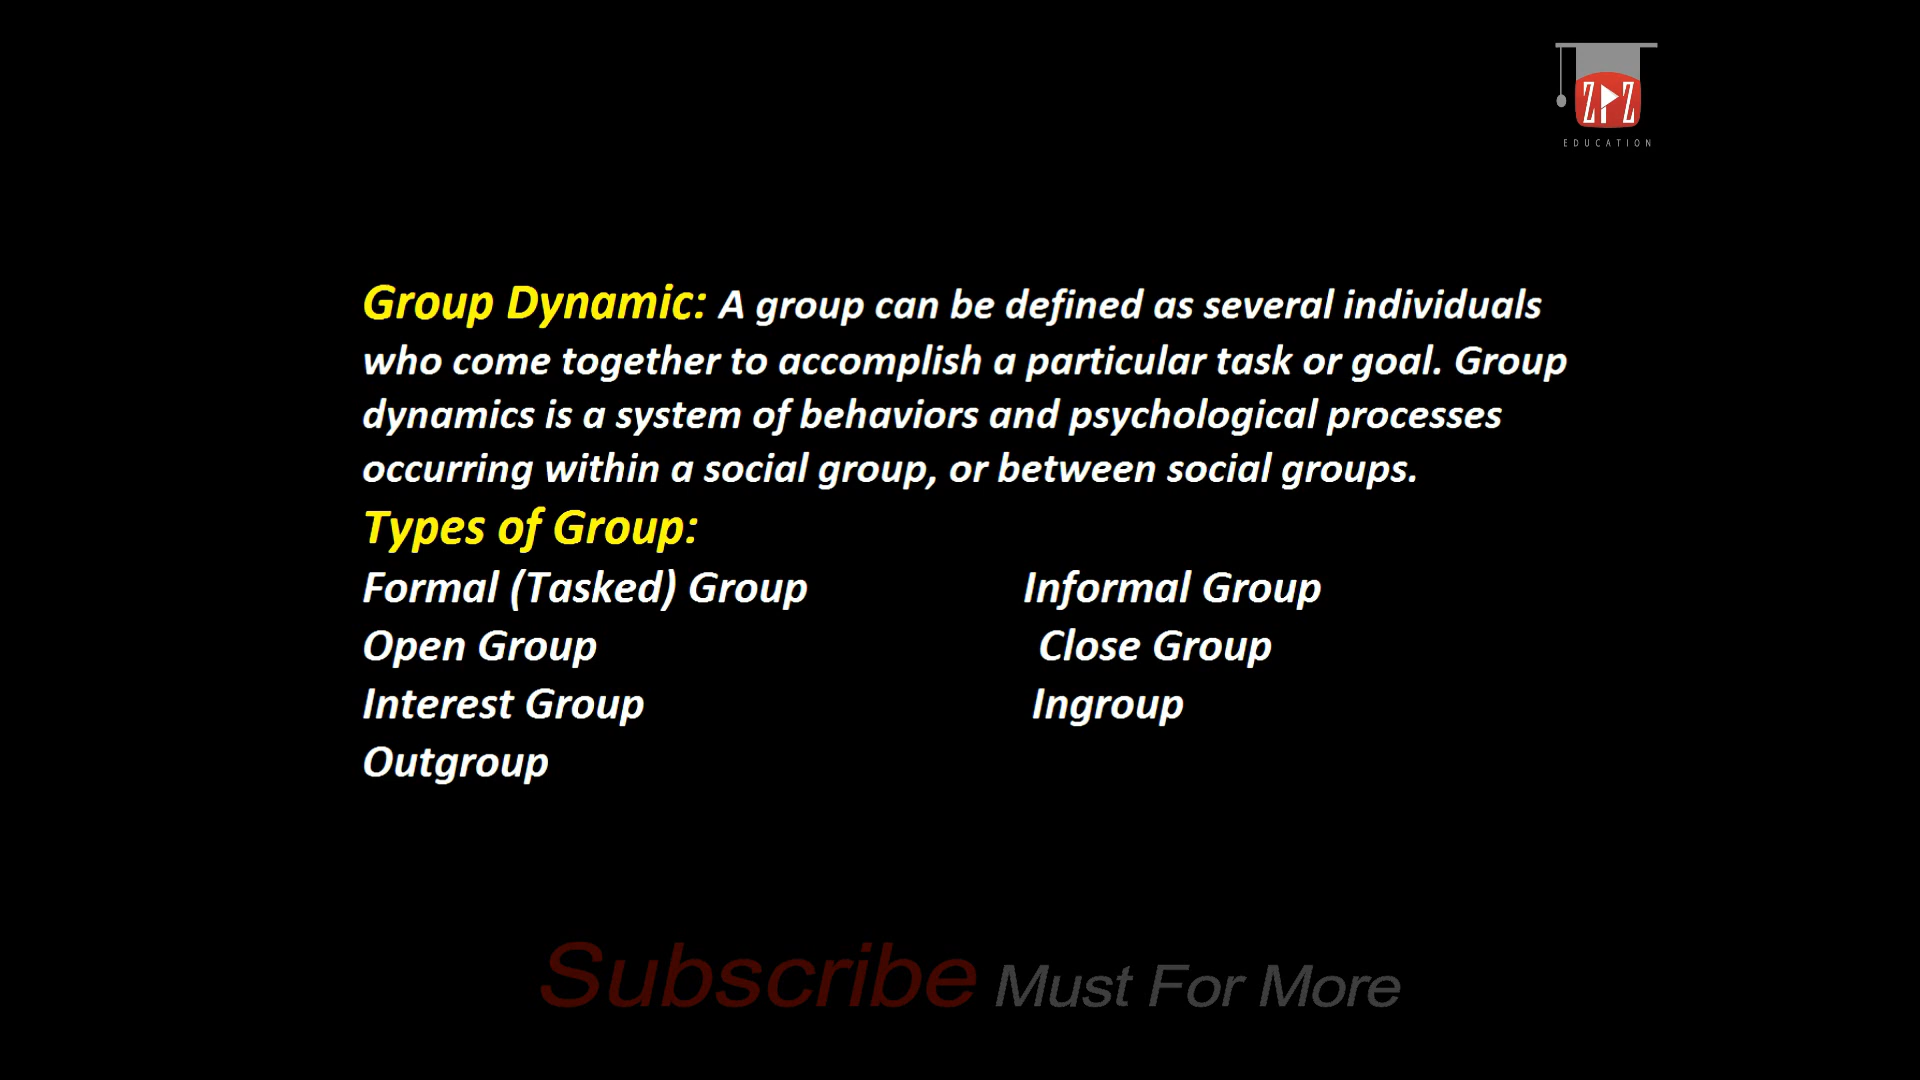 ZPZ
EDUCATION
Group Dynamic: A group can be defined as several individuals
who come together to accomplish a particular task or goal. Group
dynamics is a system of behaviors and psychological processes
occurring within a social group, or between social groups.
Types of Group:
Formal (Tasked) Group Informal Group
Open Group Close Group
Interest Group Ingroup
Outgroup
Subscribe Must For More